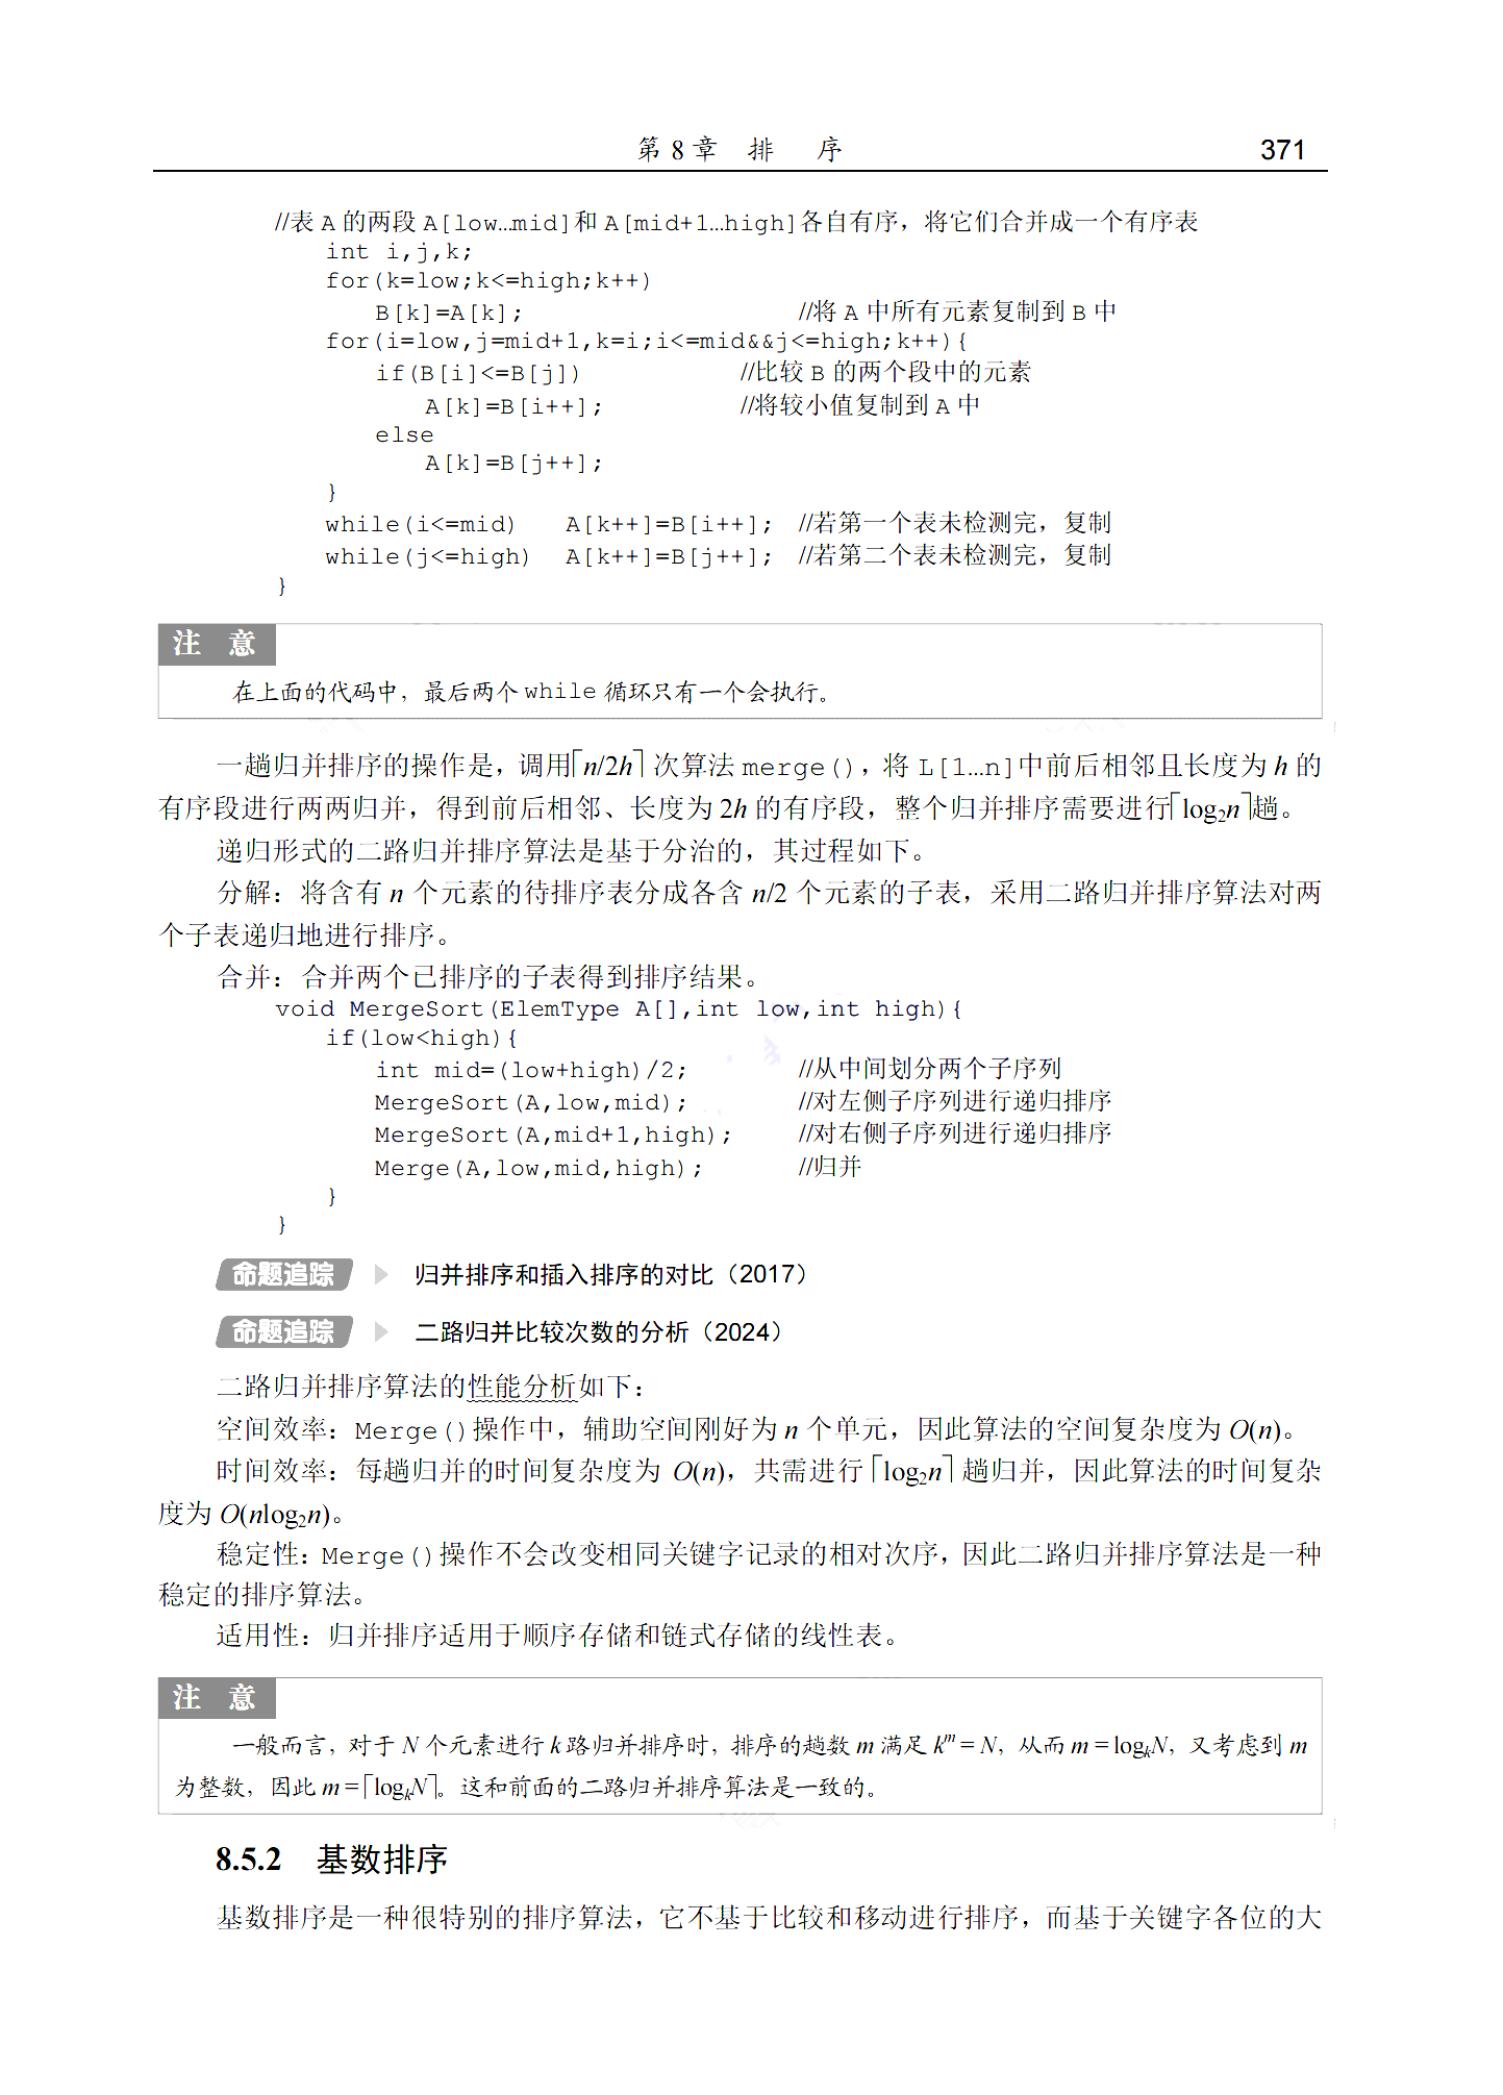 第 8 章 排 序 371
//表 A 的两段 A[low…mid]和 A[mid+1…high]各自有序，将它们合并成一个有序表
int i,j,k;
for(k=low;k<=high;k++)
B[k]=A[k]; //将 A 中所有元素复制到 B 中
for(i=low,j=mid+1,k=i;i<=mid&&j<=high;k++){
if(B[i]<=B[j]) //比较 B 的两个段中的元素
A[k]=B[i++]; //将较小值复制到 A 中
else
A[k]=B[j++];
}
while(i<=mid) A[k++]=B[i++]; //若第一个表未检测完，复制
while(j<=high) A[k++]=B[j++]; //若第二个表未检测完，复制
}
注 意
在上面的代码中，最后两个 while 循环只有一个会执行。
一趟归并排序的操作是，调用⌈n/2h⌉次算法 merge()，将 L[1…n]中前后相邻且长度为 h 的
有序段进行两两归并，得到前后相邻、长度为 2h 的有序段，整个归并排序需要进行⌈log₂n⌉趟。
递归形式的二路归并排序算法是基于分治的，其过程如下。
分解：将含有 n 个元素的待排序表分成各含 n/2 个元素的子表，采用二路归并排序算法对两
个子表递归地进行排序。
合并：合并两个已排序的子表得到排序结果。
void MergeSort(ElemType A[],int low,int high){
if(low<high){
int mid=(low+high)/2; //从中间划分两个子序列
MergeSort(A,low,mid); //对左侧子序列进行递归排序
MergeSort(A,mid+1,high); //对右侧子序列进行递归排序
Merge(A,low,mid,high); //归并
}
}
命题追踪 归并排序和插入排序的对比（2017）
命题追踪 二路归并比较次数的分析（2024）
二路归并排序算法的性能分析如下：
空间效率：Merge()操作中，辅助空间刚好为 n 个单元，因此算法的空间复杂度为 O(n)。
时间效率：每趟归并的时间复杂度为 O(n)，共需进行⌈log₂n⌉趟归并，因此算法的时间复杂
度为 O(nlog₂n)。
稳定性：Merge()操作不会改变相同关键字记录的相对次序，因此二路归并排序算法是一种
稳定的排序算法。
适用性：归并排序适用于顺序存储和链式存储的线性表。
注 意
一般而言，对于 N 个元素进行 k 路归并排序时，排序的趟数 m 满足 kᵐ = N，从而 m = logₖN，又考虑到 m
为整数，因此 m =⌈logₖN⌉。这和前面的二路归并排序算法是一致的。
8.5.2 基数排序
基数排序是一种很特别的排序算法，它不基于比较和移动进行排序，而基于关键字各位的大